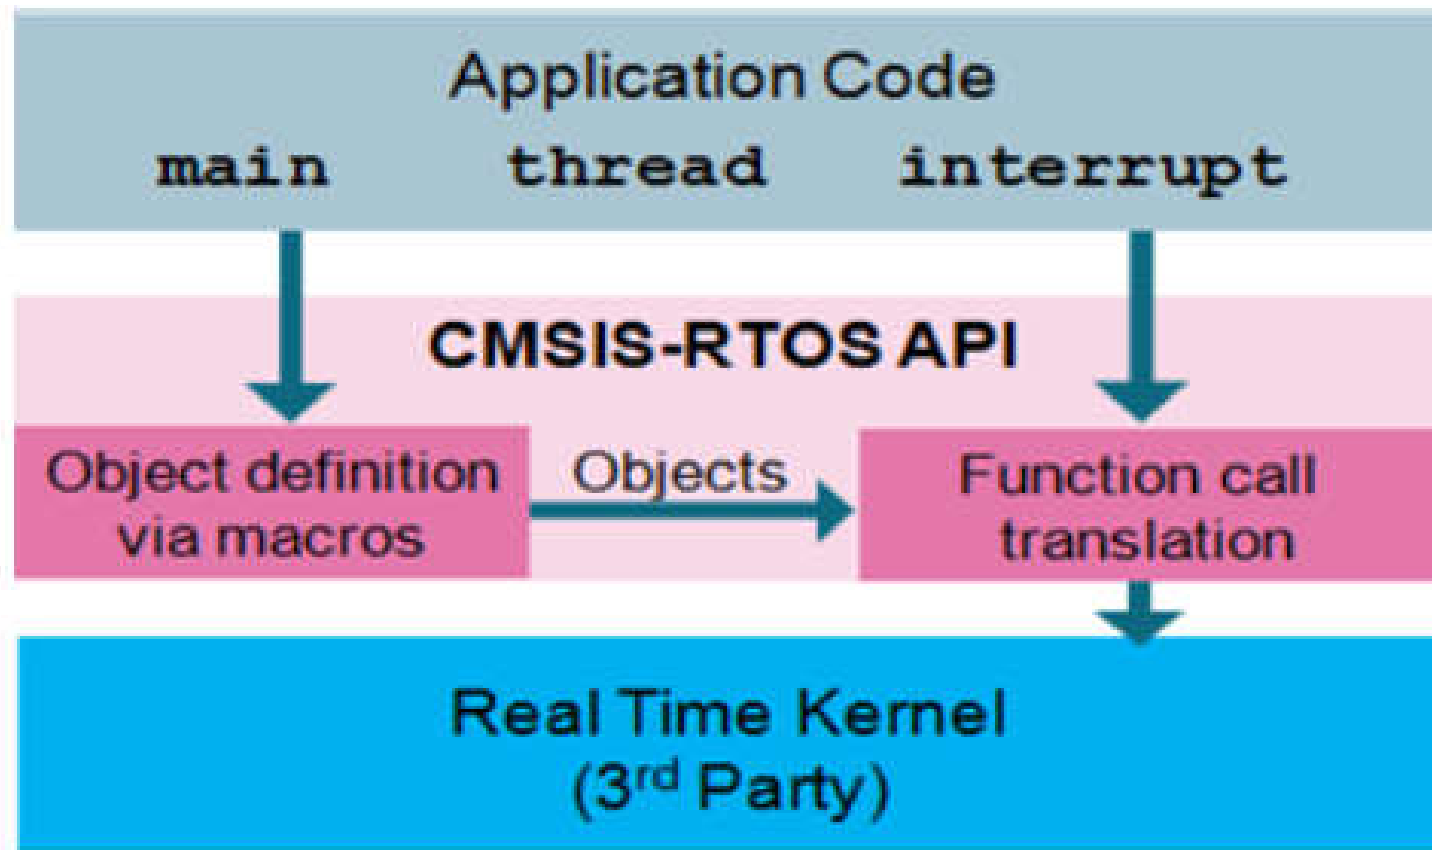 Application Code
main thread interrupt
CMSIS-RTOS API
Object definition
via macros
Objects
Function call
translation
Real Time Kernel
(3rd Party)